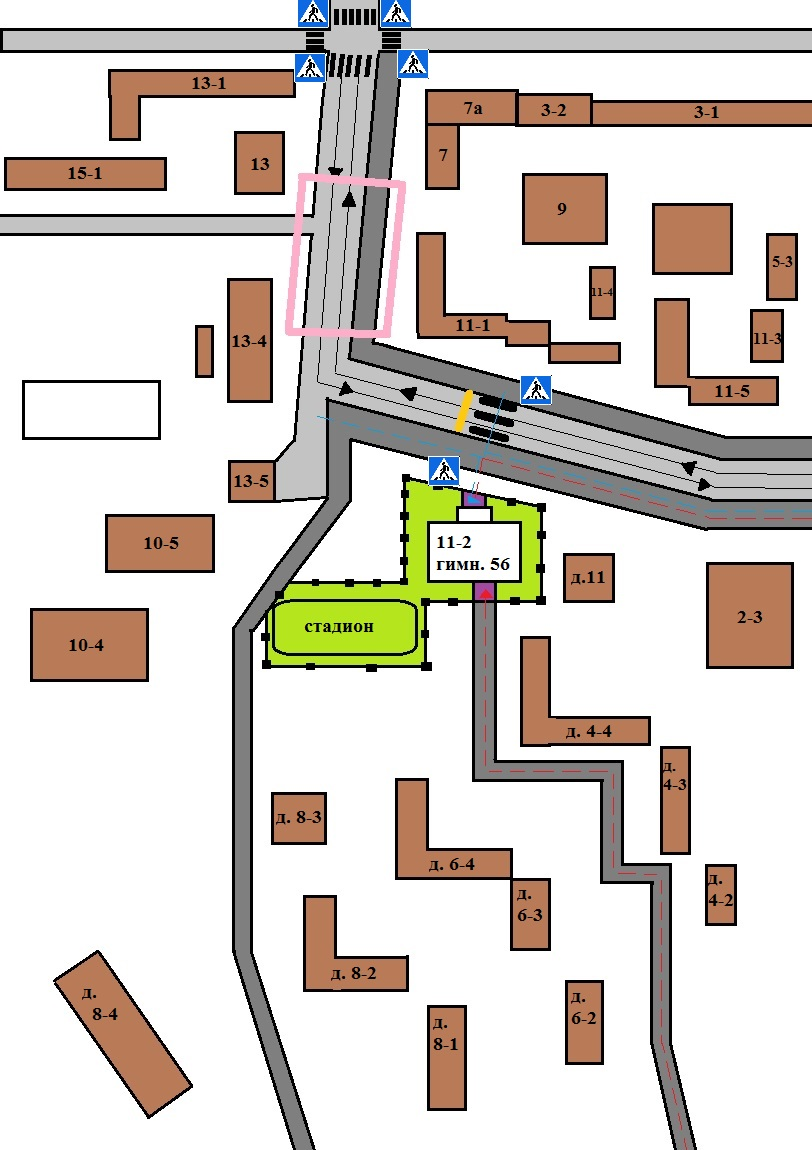 13-1
7а
3-2
3-1
13
7
15-1
9
5-3
11-4
11-1
11-3
13-4
11-5
13-5
11-2
гимн. 56
10-5
д.11
2-3
стадион
10-4
д. 4-4
д.
4-3
д. 8-3
д. 6-4
д.
4-2
д.
6-3
д. 8-2
д.
8-4
д.
6-2
д.
8-1